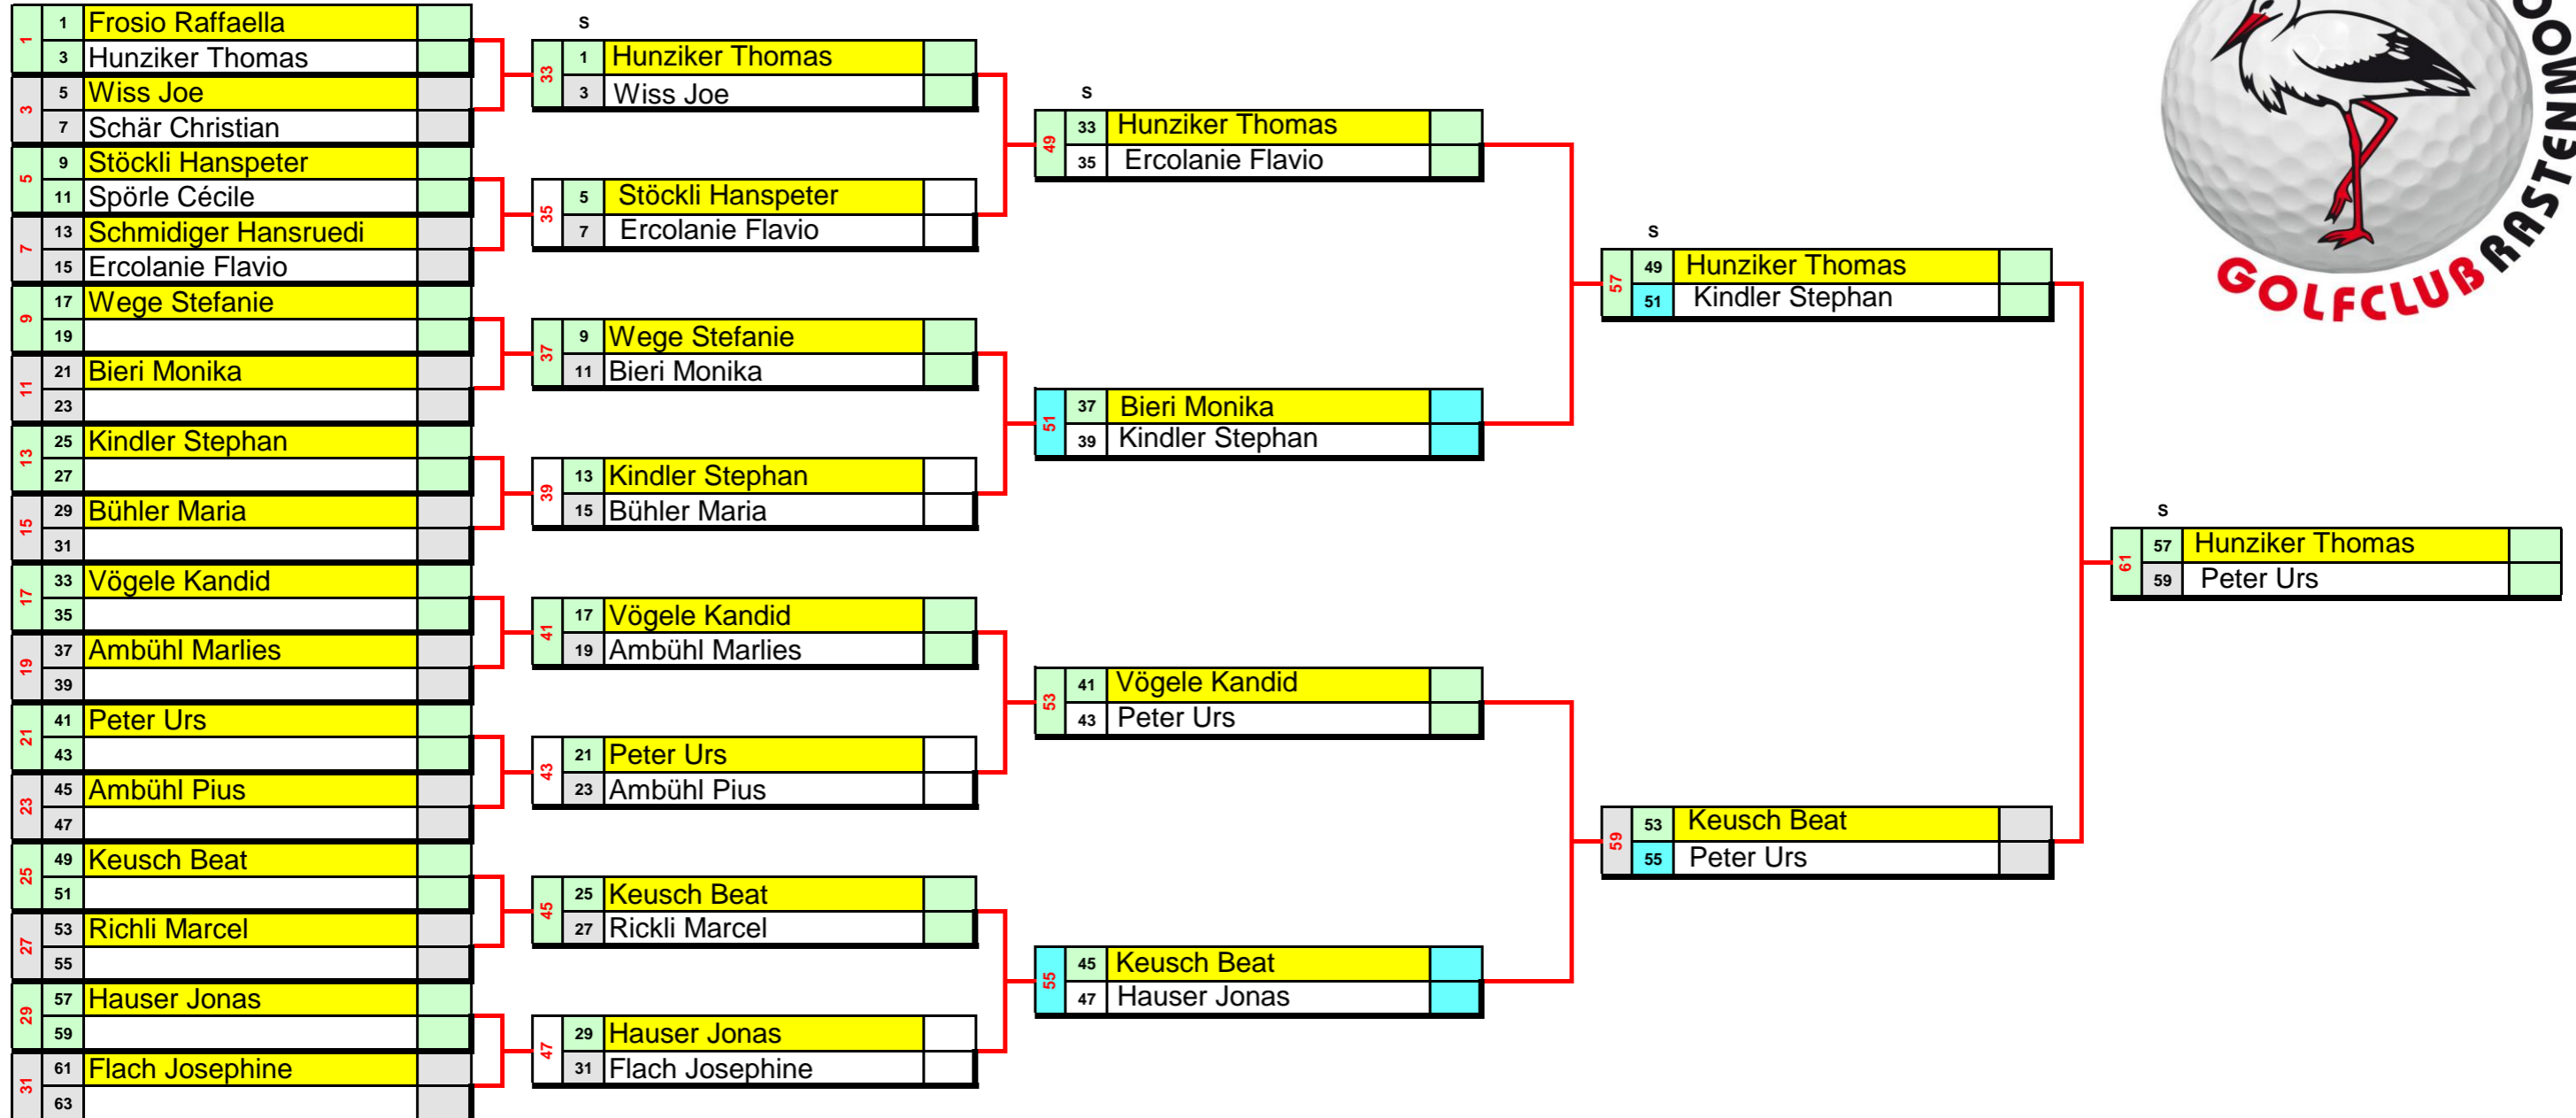 1 1 Frosio Raffaella
3 Hunziker Thomas
3 5 Wiss Joe
7 Schär Christian
5 9 Stöckli Hanspeter
11 Spörle Cécile
7 13 Schmidiger Hansruedi
15 Ercolanie Flavio
9 17 Wege Stefanie
19
11 21 Bieri Monika
23
13 25 Kindler Stephan
27
15 29 Bühler Maria
31
17 33 Vögele Kandid
35
19 37 Ambühl Marlies
39
21 41 Peter Urs
43
23 45 Ambühl Pius
47
25 49 Keusch Beat
51
27 53 Richli Marcel
55
29 57 Hauser Jonas
59
31 61 Flach Josephine
63
S
33 1 Hunziker Thomas
3 Wiss Joe
35 5 Stöckli Hanspeter
7 Ercolanie Flavio
37 9 Wege Stefanie
11 Bieri Monika
39 13 Kindler Stephan
15 Bühler Maria
41 17 Vögele Kandid
19 Ambühl Marlies
43 21 Peter Urs
23 Ambühl Pius
45 25 Keusch Beat
27 Rickli Marcel
47 29 Hauser Jonas
31 Flach Josephine
S
49 33 Hunziker Thomas
35 Ercolanie Flavio
51 37 Bieri Monika
39 Kindler Stephan
53 41 Vögele Kandid
43 Peter Urs
55 45 Keusch Beat
47 Hauser Jonas
S
57 49 Hunziker Thomas
51 Kindler Stephan
59 53 Keusch Beat
55 Peter Urs
S
61 57 Hunziker Thomas
59 Peter Urs
GOLFCLUB RASTENMOO